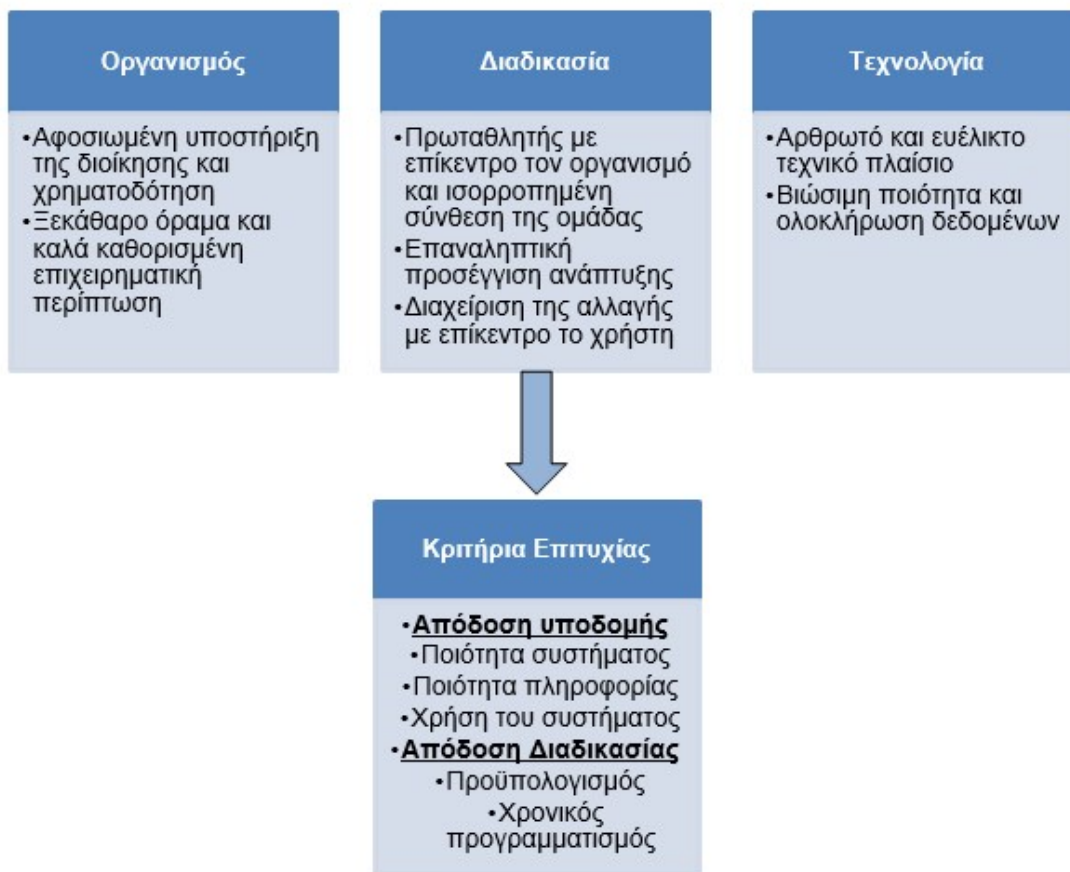 Οργανισμός
•Αφοσιωμένη υποστήριξη
της διοίκησης και
χρηματοδότηση
•Ξεκάθαρο όραμα και
καλά καθορισμένη
επιχειρηματική
περίπτωση
Διαδικασία
•Πρωταθλητής με
επίκεντρο τον οργανισμό
και ισορροπημένη
σύνθεση της ομάδας
•Επαναληπτική
προσέγγιση ανάπτυξης
•Διαχείριση της αλλαγής
με επίκεντρο το χρήστη
Τεχνολογία
•Αρθρωτό και ευέλικτο
τεχνικό πλαίσιο
•Βιώσιμη ποιότητα και
ολοκλήρωση δεδομένων
Κριτήρια Επιτυχίας
•Απόδοση υποδομής
•Ποιότητα συστήματος
•Ποιότητα πληροφορίας
•Χρήση του συστήματος
•Απόδοση Διαδικασίας
•Προϋπολογισμός
•Χρονικός
προγραμματισμός